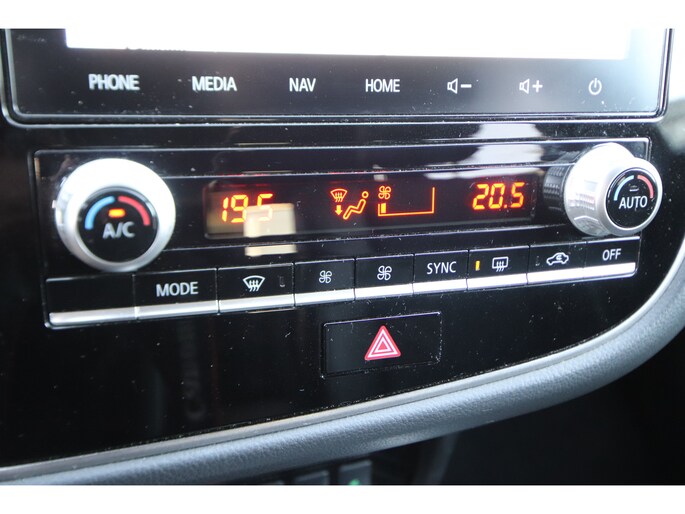 PHONE MEDIA NAV HOME
19.5 20.5
A/C AUTO
MODE SYNC OFF